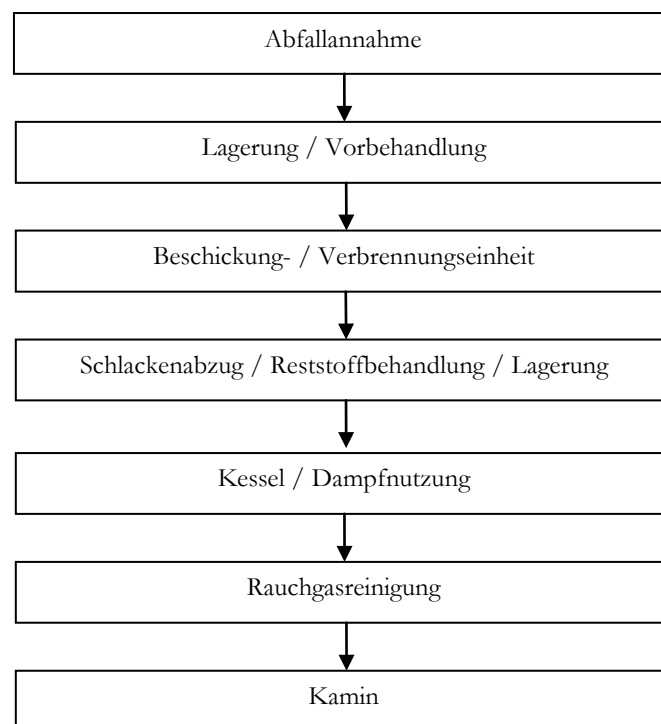 Abfallannahme
Lagerung / Vorbehandlung
Beschickung- / Verbrennungseinheit
Schlackenabzug / Reststoffbehandlung / Lagerung
Kessel / Dampfnutzung
Rauchgasreinigung
Kamin